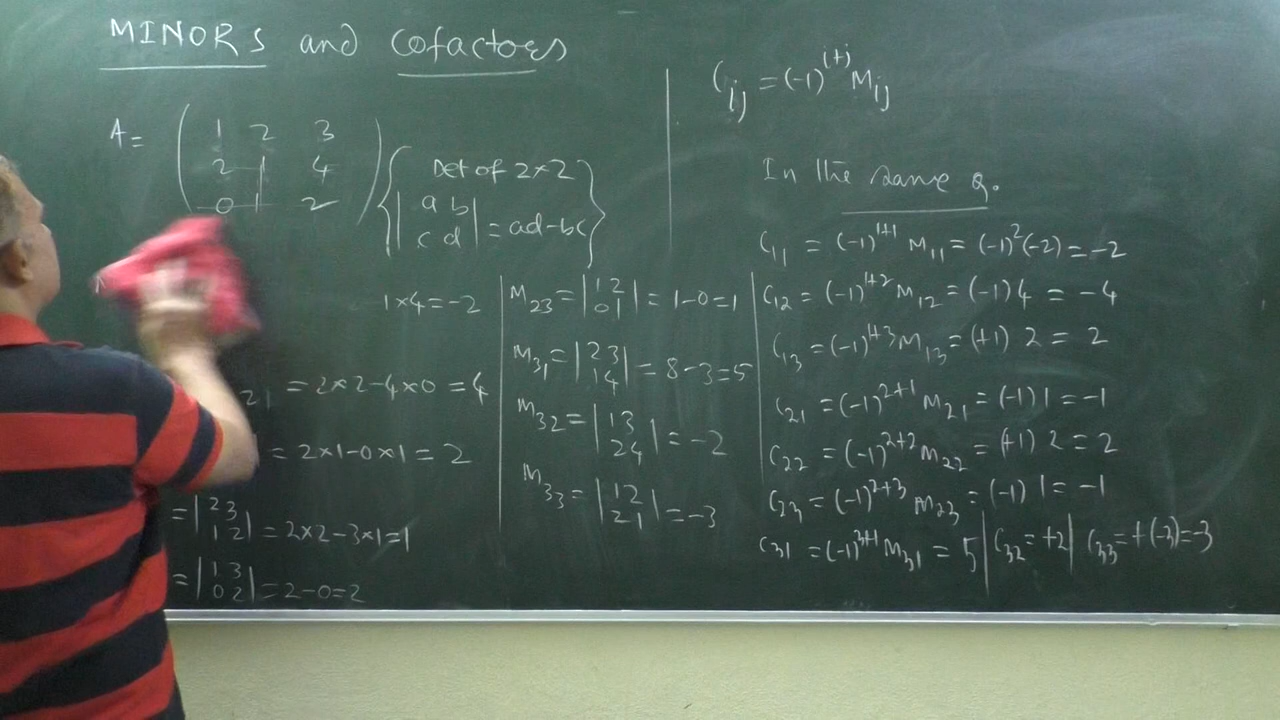 MINORS and Cofactors
A = ( 1 2 3
2 1 4
0 1 2 )
{ Det of 2×2
| a b
c d | = ad-bc }
1×4 = -2
21 | = 2×2-4×0 = 4
= 2×1-0×1 = 2
= | 2 3
1 2 | = 2×2-3×1 = 1
= | 1 3
0 2 | = 2-0 = 2
M23 = | 1 2
0 1 | = 1-0 = 1
M31 = | 2 3
1 4 | = 8-3 = 5
M32 = | 1 3
2 4 | = -2
M33 = | 1 2
2 1 | = -3
Cij = (-1)^(i+j) Mij
In the same Q.
C11 = (-1)^1+1 M11 = (-1)^2 (-2) = -2
C12 = (-1)^1+2 M12 = (-1) 4 = -4
C13 = (-1)^1+3 M13 = (+1) 2 = 2
C21 = (-1)^2+1 M21 = (-1) 1 = -1
C22 = (-1)^2+2 M22 = (+1) 2 = 2
C23 = (-1)^2+3 M23 = (-1) 1 = -1
C31 = (-1)^3+1 M31 = 5 | C32 = +2 | C33 = +(-3) = -3